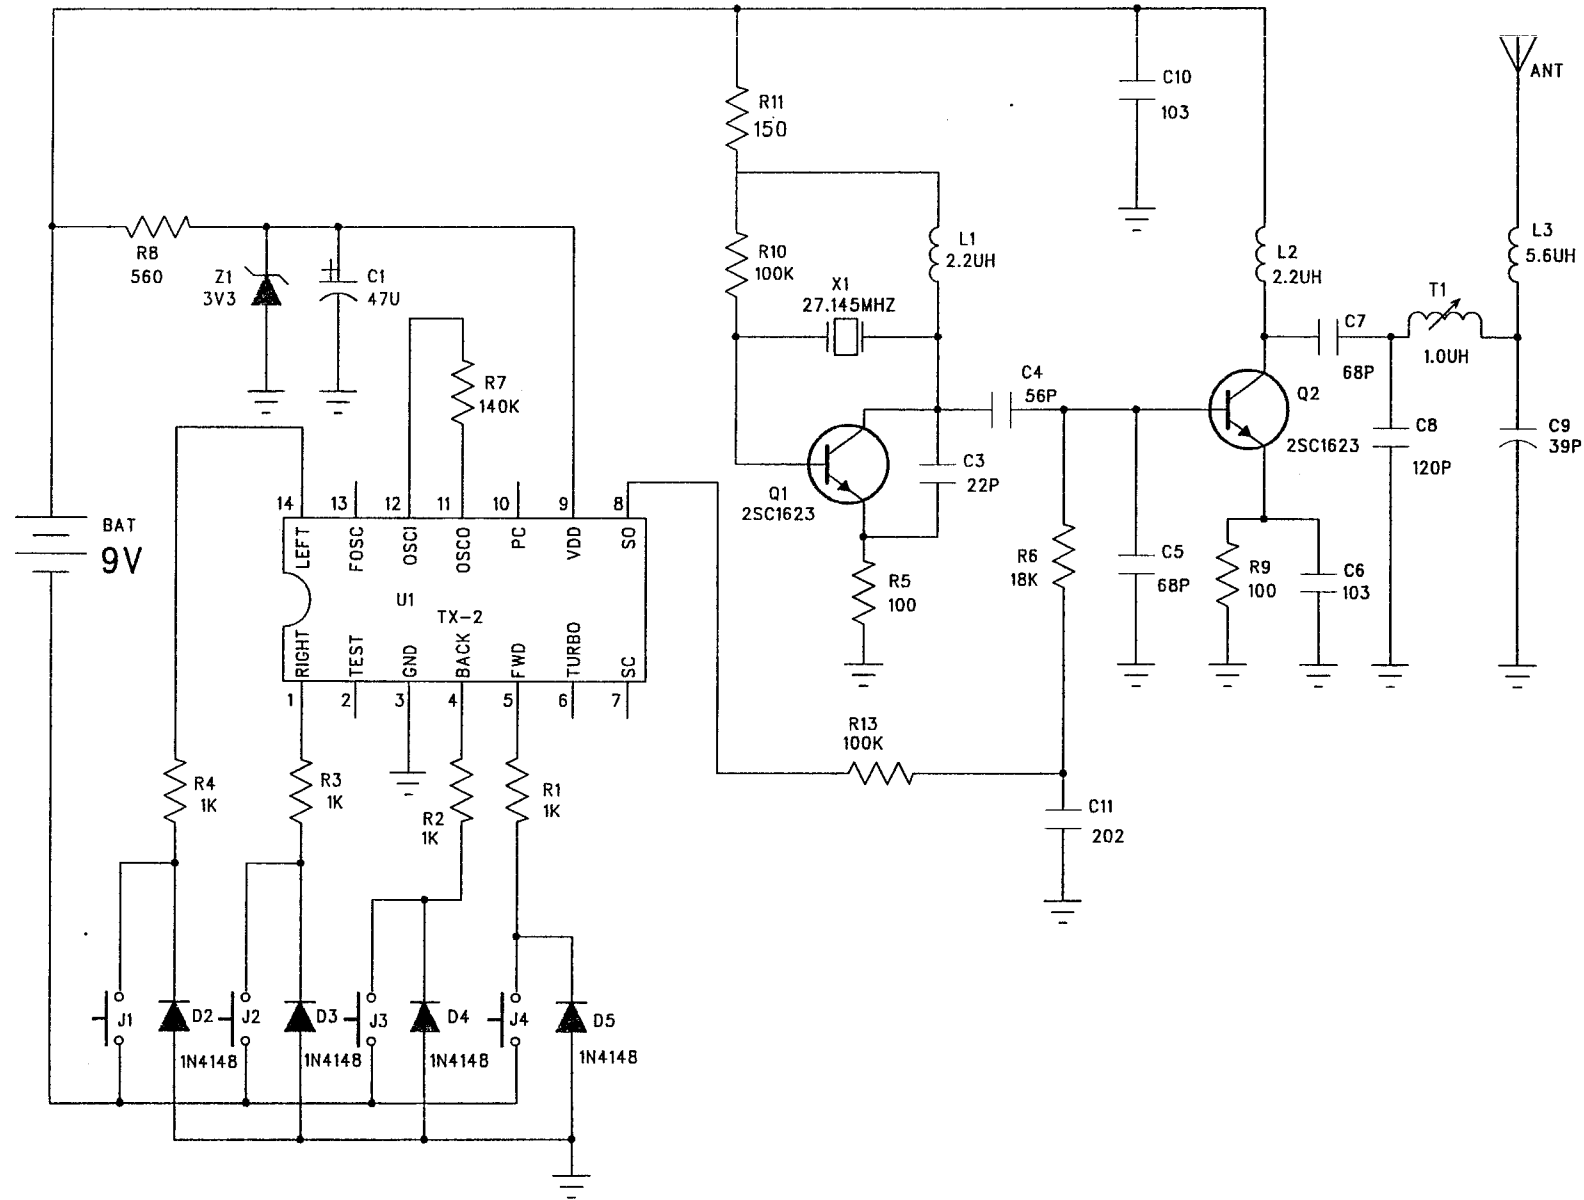 R11
150
C10
103
ANT
R8
560
Z1
3V3
C1
47U
R10
100K
L1
2.2UH
X1
27.145MHZ
L2
2.2UH
L3
5.6UH
T1
1.0UH
C7
68P
R7
140K
C4
56P
Q2
2SC1623
C8
120P
C9
39P
C3
22P
Q1
2SC1623
BAT
9V
14 13 12 11 10 9 8
LEFT FOSC OSCI OSCO PC VDD SO
U1
TX-2
RIGHT TEST GND BACK FWD TURBO SC
1 2 3 4 5 6 7
R5
100
R6
18K
C5
68P
R9
100
C6
103
R13
100K
C11
202
R4
1K
R3
1K
R2
1K
R1
1K
J1 D2 J2 D3 J3 D4 J4 D5
1N4148 1N4148 1N4148 1N4148